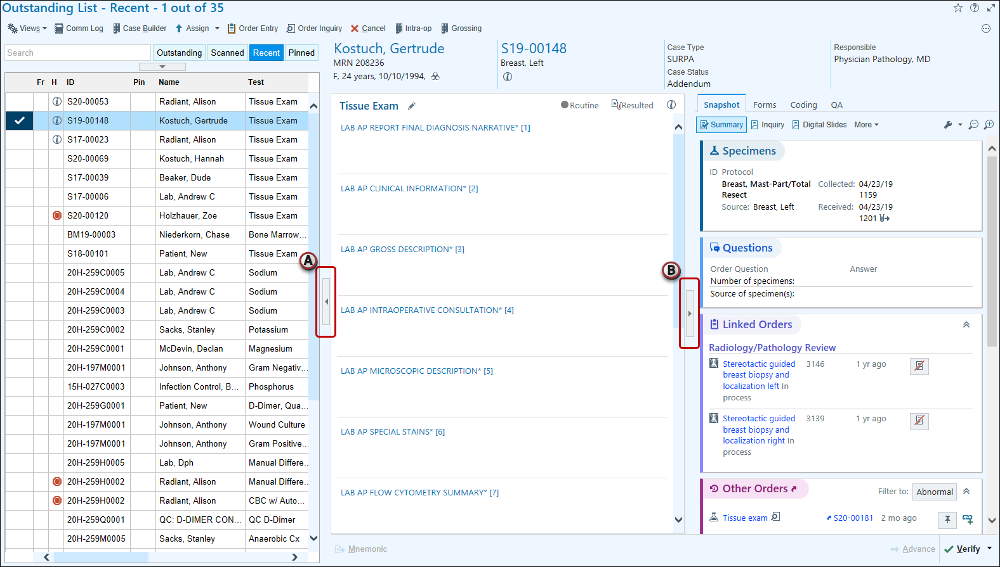 Outstanding List - Recent - 1 out of 35
Views Comm Log Case Builder Assign Order Entry Order Inquiry Cancel Intra-op Grossing
Search Outstanding Scanned Recent Pinned
Fr H ID Pin Name Test
S20-00053 Radiant, Alison Tissue Exam
S19-00148 Kostuch, Gertrude Tissue Exam
S17-00023 Radiant, Alison Tissue Exam
S20-00069 Kostuch, Hannah Tissue Exam
S17-00039 Beaker, Dude Tissue Exam
S17-00006 Lab, Andrew C Tissue Exam
S20-00120 Holzhauer, Zoe Tissue Exam
BM19-00003 Niederkorn, Chase Bone Marrow...
S18-00101 Patient, New Tissue Exam
20H-259C0005 Lab, Andrew C Sodium
20H-259C0004 Lab, Andrew C Sodium
20H-259C0003 Lab, Andrew C Sodium
20H-259C0002 Sacks, Stanley Potassium
20H-259C0001 McDevin, Declan Magnesium
20H-197M0001 Johnson, Anthony Gram Negativ...
15H-027C0003 Infection Control, B... Phosphorus
20H-259G0001 Patient, New D-Dimer, Qua...
20H-197M0001 Johnson, Anthony Wound Culture
20H-197M0001 Johnson, Anthony Gram Positive...
20H-259H0005 Lab, Dph Manual Differe...
20H-259H0002 Radiant, Alison Manual Differe...
20H-259H0002 Radiant, Alison CBC w/ Auto...
20H-259Q0001 QC: D-DIMER CON... QC D-Dimer
20H-259M0005 Sacks, Stanley Anaerobic Cx
A
Kostuch, Gertrude
MRN 208236
F, 24 years, 10/10/1994,
S19-00148
Breast, Left
Case Type
SURPA
Case Status
Addendum
Responsible
Physician Pathology, MD
Tissue Exam Routine Resulted
LAB AP REPORT FINAL DIAGNOSIS NARRATIVE* [1]
LAB AP CLINICAL INFORMATION* [2]
LAB AP GROSS DESCRIPTION* [3]
LAB AP INTRAOPERATIVE CONSULTATION* [4]
LAB AP MICROSCOPIC DESCRIPTION* [5]
LAB AP SPECIAL STAINS* [6]
LAB AP FLOW CYTOMETRY SUMMARY* [7]
B
Snapshot Forms Coding QA
Summary Inquiry Digital Slides More
Specimens
ID Protocol
Breast, Mast-Part/Total Collected: 04/23/19
Resect 1159
Source: Breast, Left Received: 04/23/19
1201
Questions
Order Question Answer
Number of specimens:
Source of specimen(s):
Linked Orders
Radiology/Pathology Review
Stereotactic guided 3146 1 yr ago
breast biopsy and
localization left In
process
Stereotactic guided 3139 1 yr ago
breast biopsy and
localization right In
process
Other Orders Filter to: Abnormal
Tissue exam S20-00181 2 mo ago
Mnemonic Advance Verify